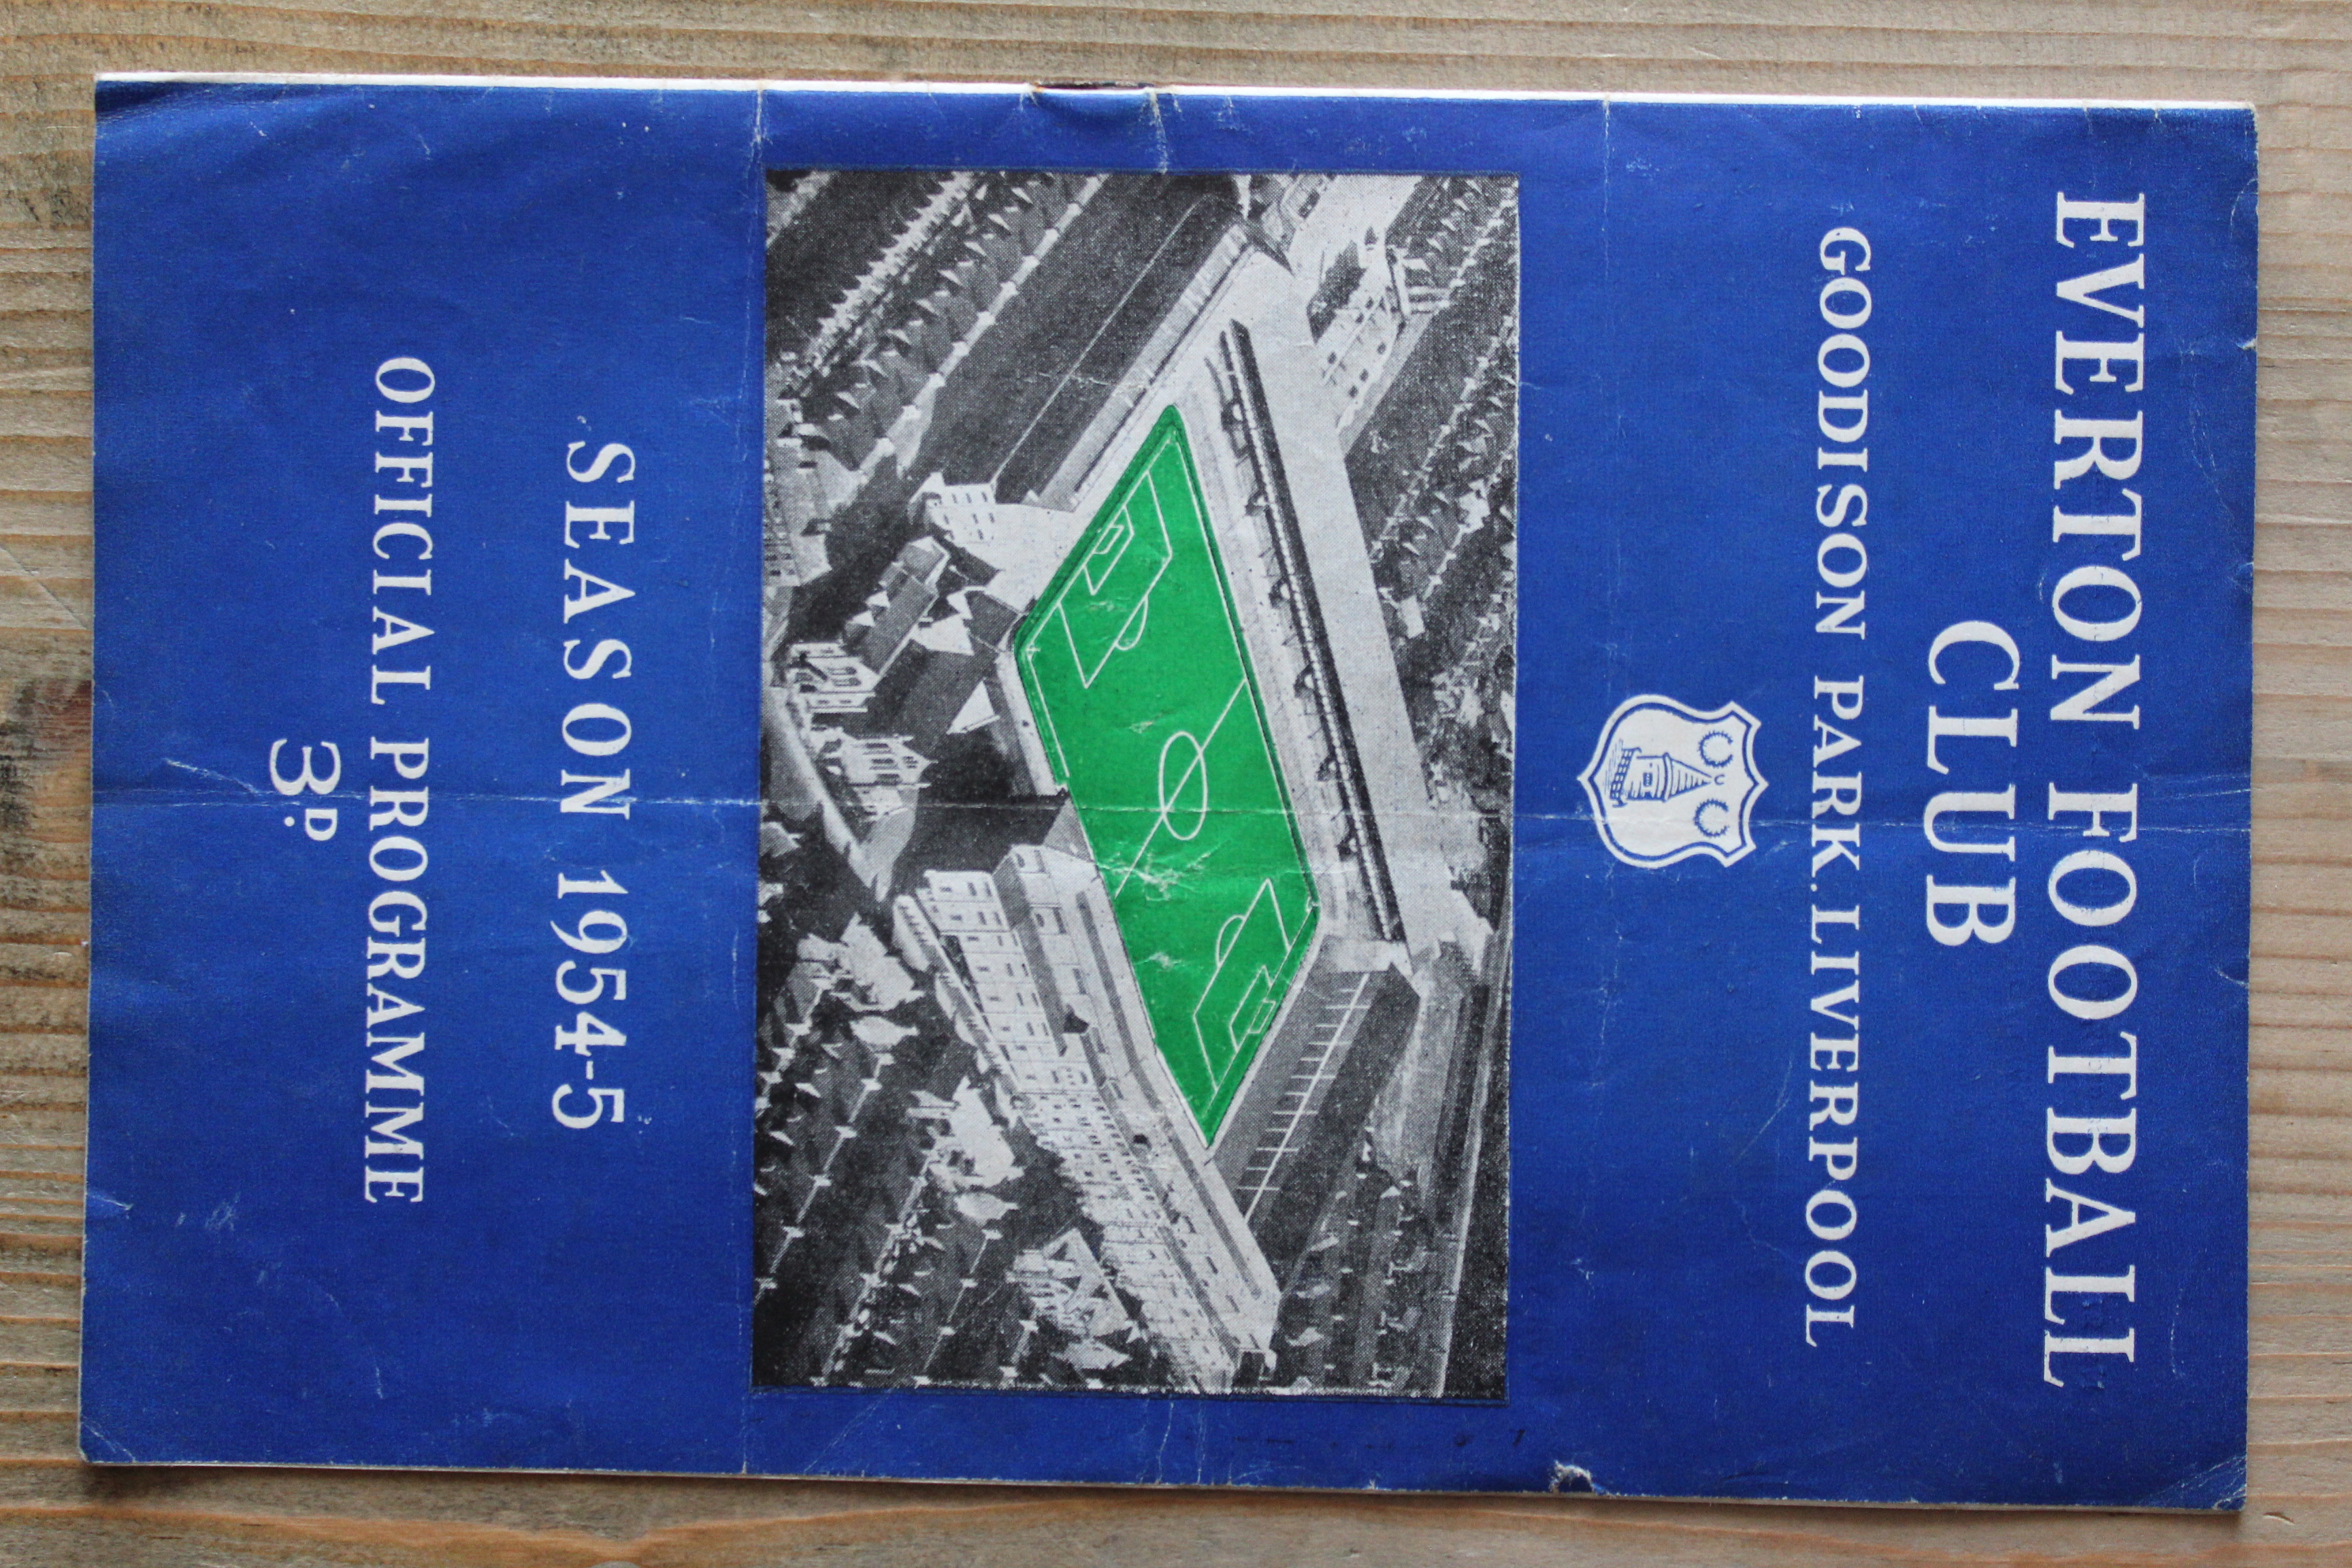 EVERTON FOOTBALL
CLUB
GOODISON PARK. LIVERPOOL
SEASON 1954-5
OFFICIAL PROGRAMME
3D.